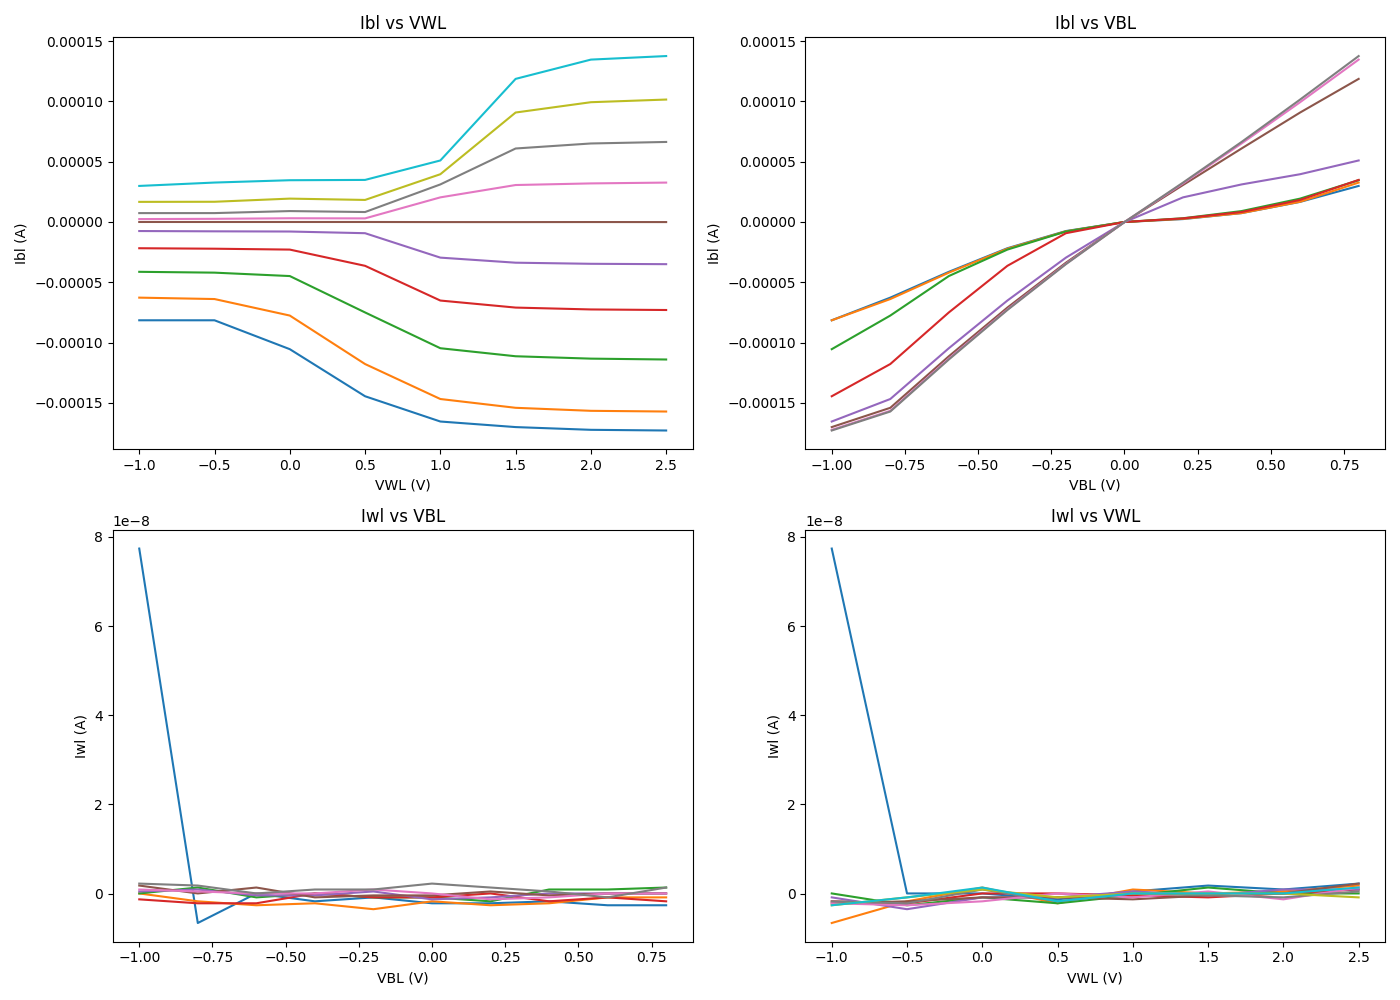 Ibl vs VWL
Ibl (A)
0.00015
0.00010
0.00005
0.00000
−0.00005
−0.00010
−0.00015
−1.0 −0.5 0.0 0.5 1.0 1.5 2.0 2.5
VWL (V)
Ibl vs VBL
Ibl (A)
0.00015
0.00010
0.00005
0.00000
−0.00005
−0.00010
−0.00015
−1.00 −0.75 −0.50 −0.25 0.00 0.25 0.50 0.75
VBL (V)
Iwl vs VBL
1e−8
Iwl (A)
8
6
4
2
0
−1.00 −0.75 −0.50 −0.25 0.00 0.25 0.50 0.75
VBL (V)
Iwl vs VWL
1e−8
Iwl (A)
8
6
4
2
0
−1.0 −0.5 0.0 0.5 1.0 1.5 2.0 2.5
VWL (V)